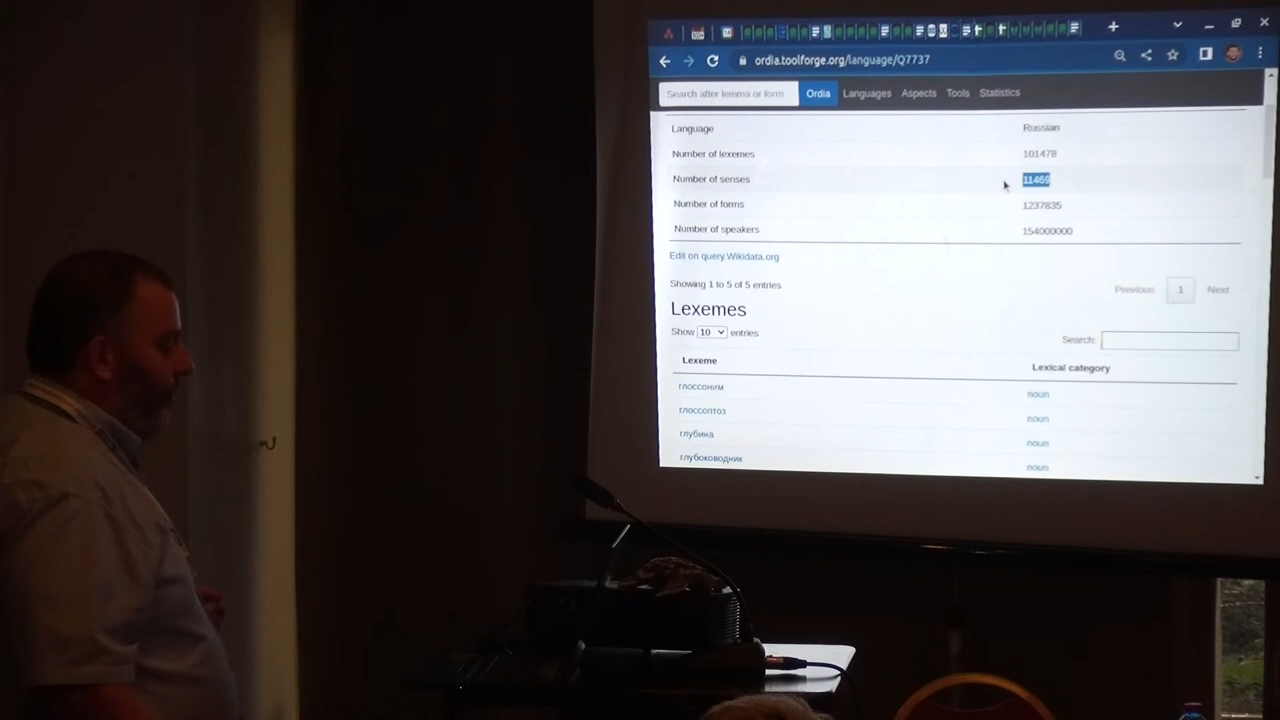 ordia.toolforge.org/language/Q7737
Search after lemma or form Ordia Languages Aspects Tools Statistics
Language Russian
Number of lexemes 101478
Number of senses 11469
Number of forms 1237835
Number of speakers 154000000
Edit on query.Wikidata.org
Showing 1 to 5 of 5 entries Previous 1 Next
Lexemes
Show 10 entries Search:
Lexeme Lexical category
глоссоним noun
глоссоптоз noun
глубина noun
глубоководник noun